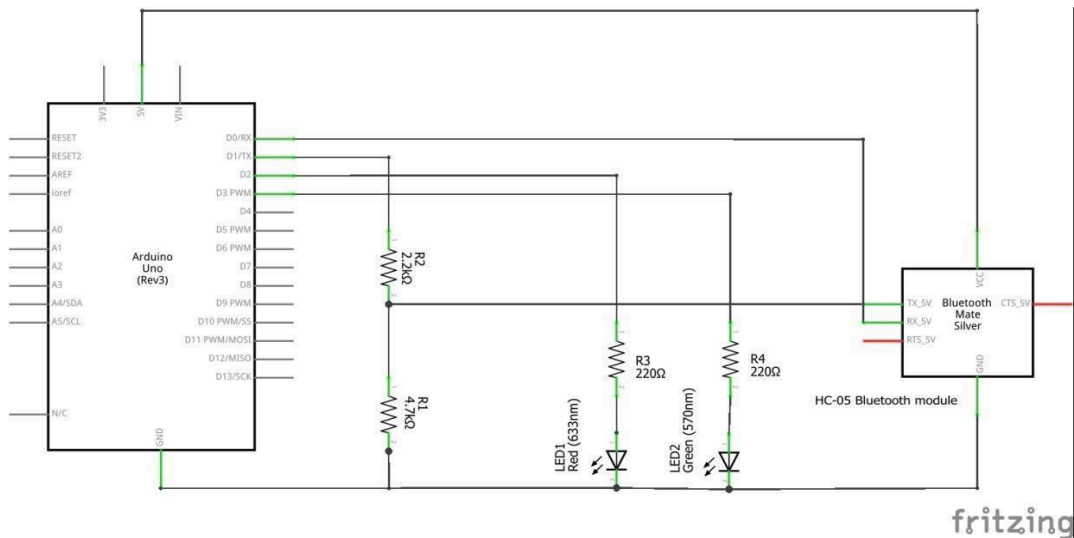 3V3
5V
VIN
RESET
RESET2
AREF
ioref
A0
A1
A2
A3
A4/SDA
A5/SCL
N/C
Arduino
Uno
(Rev3)
D0/RX
D1/TX
D2
D3 PWM
D4
D5 PWM
D6 PWM
D7
D8
D9 PWM
D10 PWM/SS
D11 PWM/MOSI
D12/MISO
D13/SCK
GND
R2
2.2kΩ
R1
4.7kΩ
R3
220Ω
R4
220Ω
LED1
Red (633nm)
LED2
Green (570nm)
VCC
TX_5V
RX_5V
RTS_5V
CTS_5V
Bluetooth
Mate
Silver
GND
HC-05 Bluetooth module
fritzing